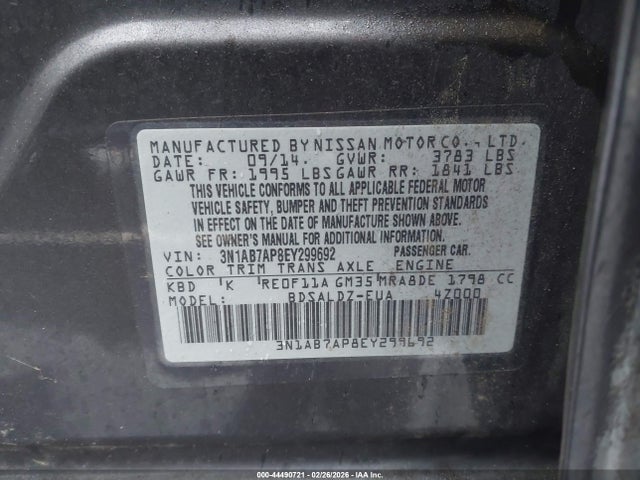 MANUFACTURED BY NISSAN MOTOR CO., LTD.
DATE: 09/14. GVWR: 3783 LBS
GAWR FR: 1995 LBS GAWR RR: 1841 LBS
THIS VEHICLE CONFORMS TO ALL APPLICABLE FEDERAL MOTOR
VEHICLE SAFETY, BUMPER AND THEFT PREVENTION STANDARDS
IN EFFECT ON THE DATE OF MANUFACTURE SHOWN ABOVE.
SEE OWNER'S MANUAL FOR ADDITIONAL INFORMATION.
VIN: 3N1AB7AP8EY299692 PASSENGER CAR.
COLOR TRIM TRANS AXLE ENGINE
KBD K RE0F11A GM35 MRA8DE 1798 CC
MODEL: BDSALDZ-EUA 4Z000
3N1AB7AP8EY299692
000-44490721 | 02/26/2026 - IAA Inc.